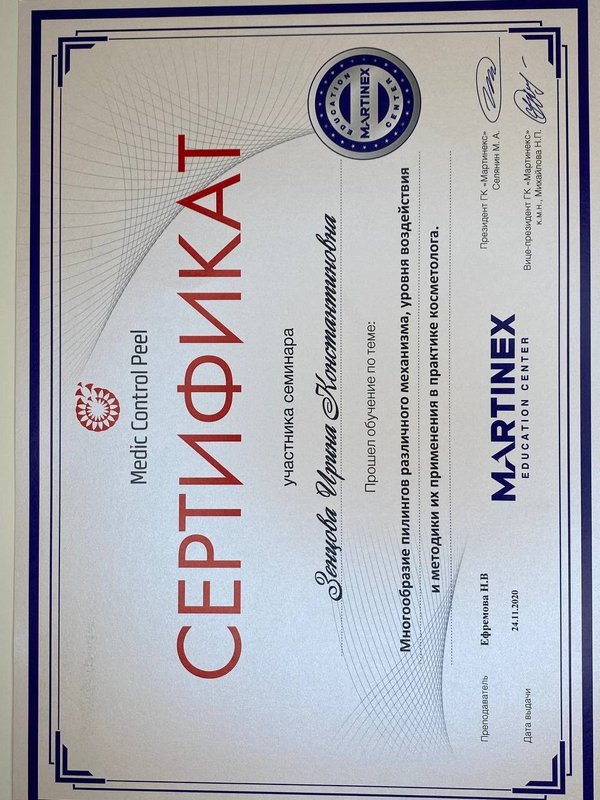 Medic Control Peel
СЕРТИФИКАТ
участника семинара
Зенцова Ирина Константиновна
Прошел обучение по теме:
Многообразие пилингов различного механизма, уровня воздействия
и методики их применения в практике косметолога.
EDUCATION
MARTINEX
CENTER
Преподаватель
Ефремова Н.В
Дата выдачи
24.11.2020
MARTINEX
EDUCATION CENTER
Президент ГК «Мартинекс»
Селянин М. А.
Вице-президент ГК «Мартинекс»
к.м.н., Михайлова Н.П.